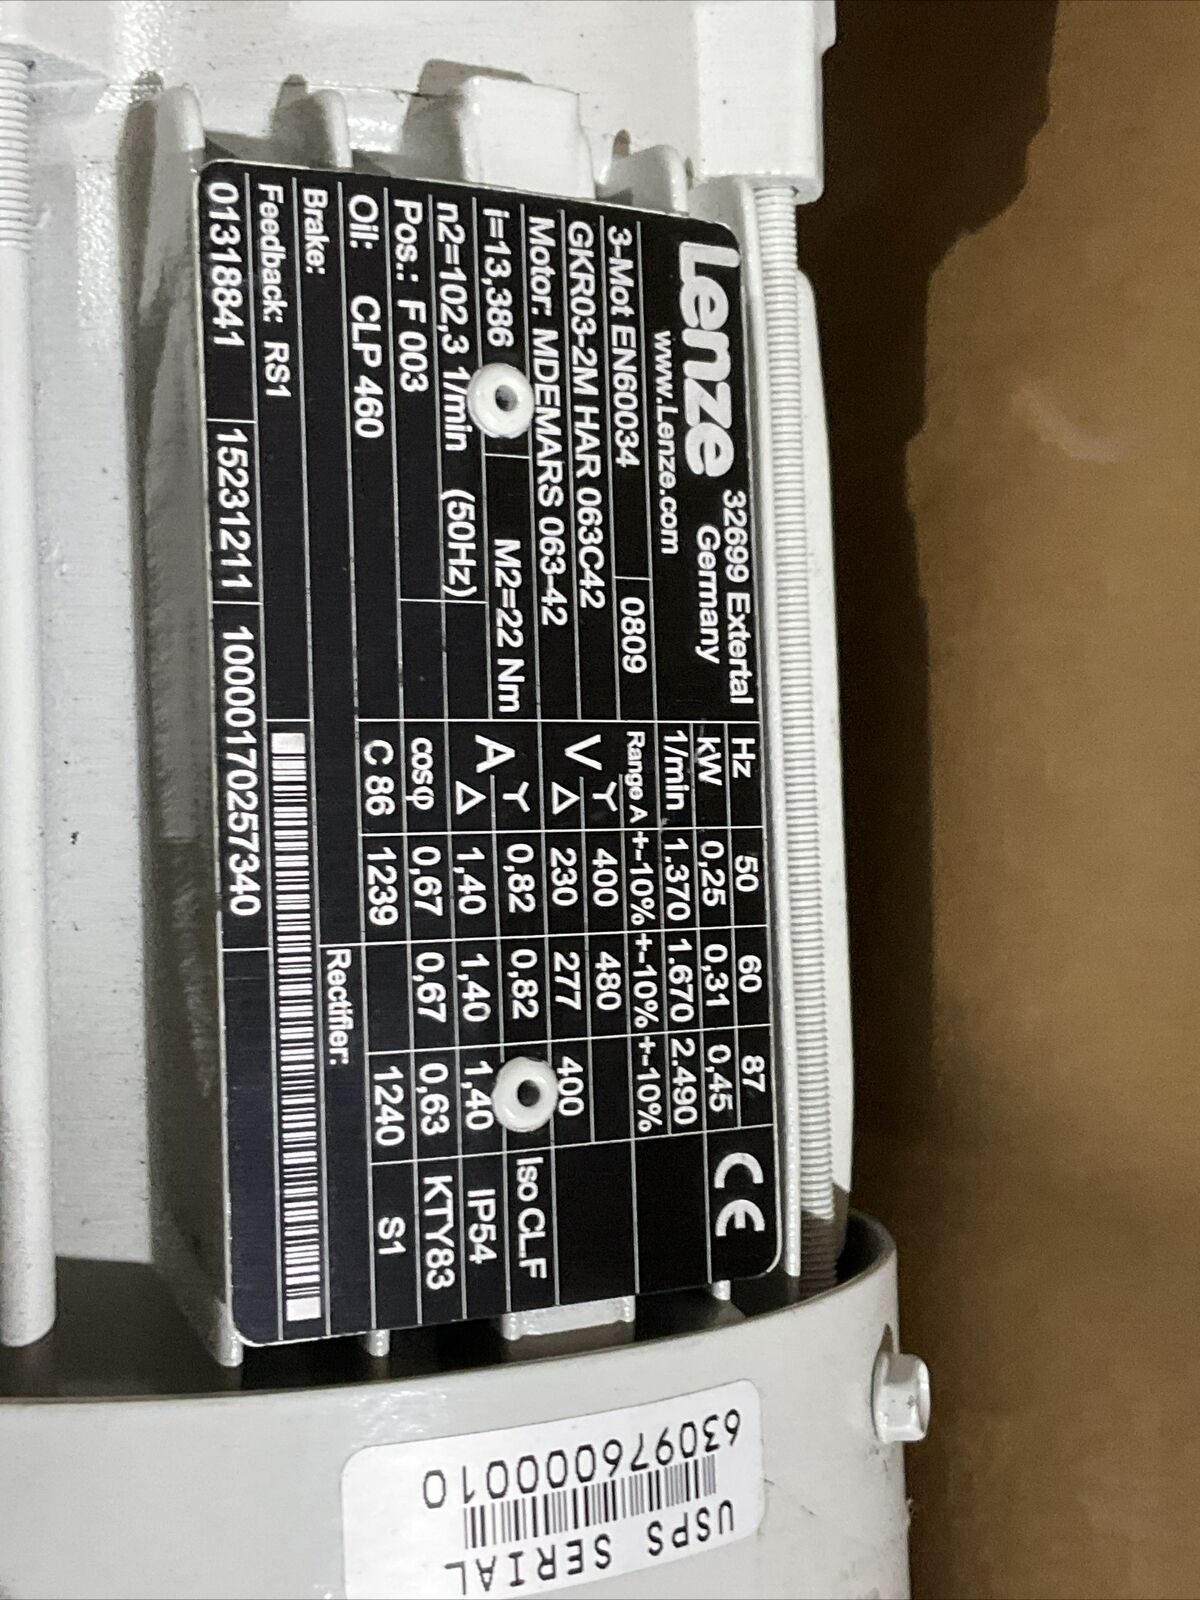 Lenze 32699 Extertal
Germany
www.Lenze.com
3~Mot EN60034 0809
GKR03-2M HAR 063C42
Motor: MDEMARS 063-42
i=13,386 M2=22 Nm
n2=102,3 1/min (50Hz)
Pos.: F 003
Oil: CLP 460
Brake:
Feedback: RS1
01318841 15231211 1000017025734​0
Hz 50 60 87
kW 0,25 0,31 0,45
1/min 1.370 1.670 2.490
Range A +-10% +-10% +-10%
V Y 400 480
Δ 230 277 400
A Y 0,82 0,82
Δ 1,40 1,40 1,40
cosφ 0,67 0,67 0,63
C 86 1239 1240
Rectifier:
CE
Iso CL.F
IP54
KTY83
S1
USPS SERIAL
63097600010